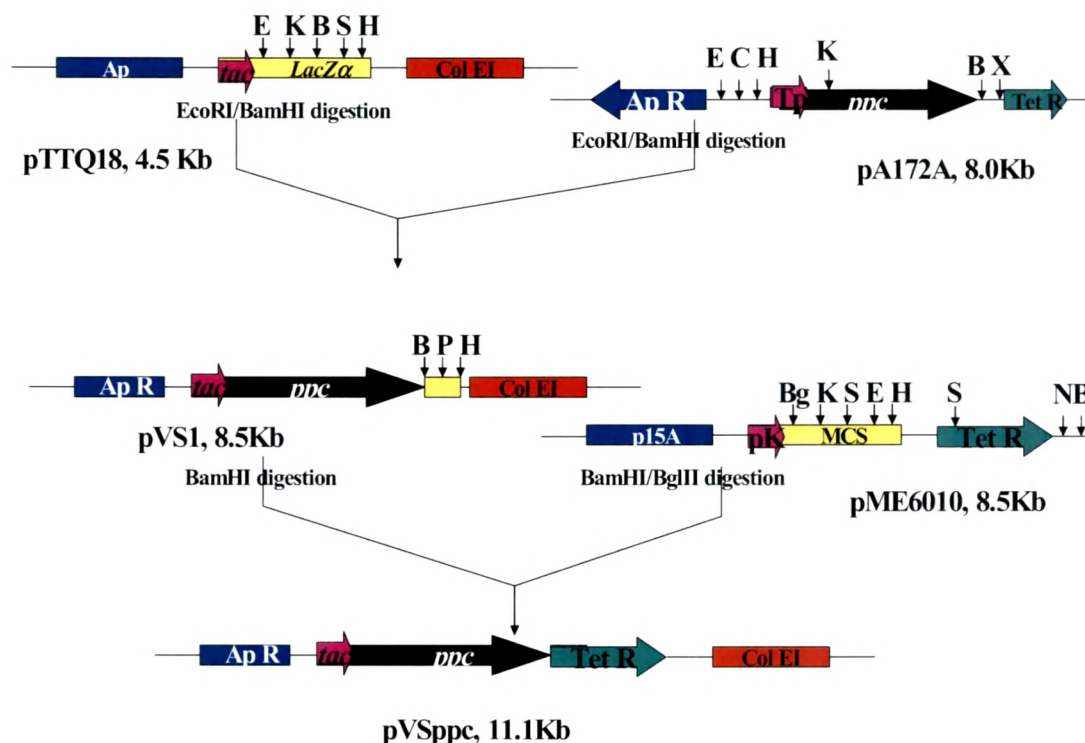 E K B S H
Ap tac LacZα Col EI
EcoRI/BamHI digestion
pTTQ18, 4.5 Kb
E C H K B X
Ap R Tp ppc Tet R
EcoRI/BamHI digestion
pA172A, 8.0Kb
B P H
Ap R tac ppc Col EI
pVS1, 8.5Kb
BamHI digestion
Bg K S E H S NB
p15A pK MCS Tet R
BamHI/BglII digestion
pME6010, 8.5Kb
Ap R tac ppc Tet R Col EI
pVSppc, 11.1Kb